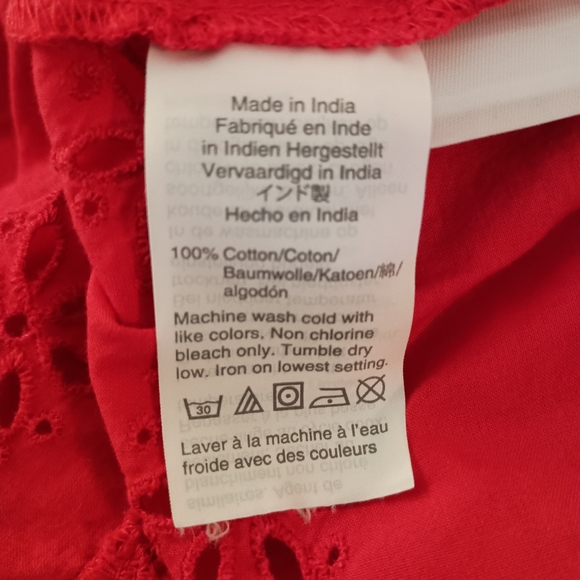 Made in India
Fabriqué en Inde
in Indien Hergestellt
Vervaardigd in India
インド製
Hecho en India
100% Cotton/Coton/
Baumwolle/Katoen/綿/
algodón
Machine wash cold with
like colors. Non chlorine
bleach only. Tumble dry
low. Iron on lowest setting.
30
Laver à la machine à l'eau
froide avec des couleurs